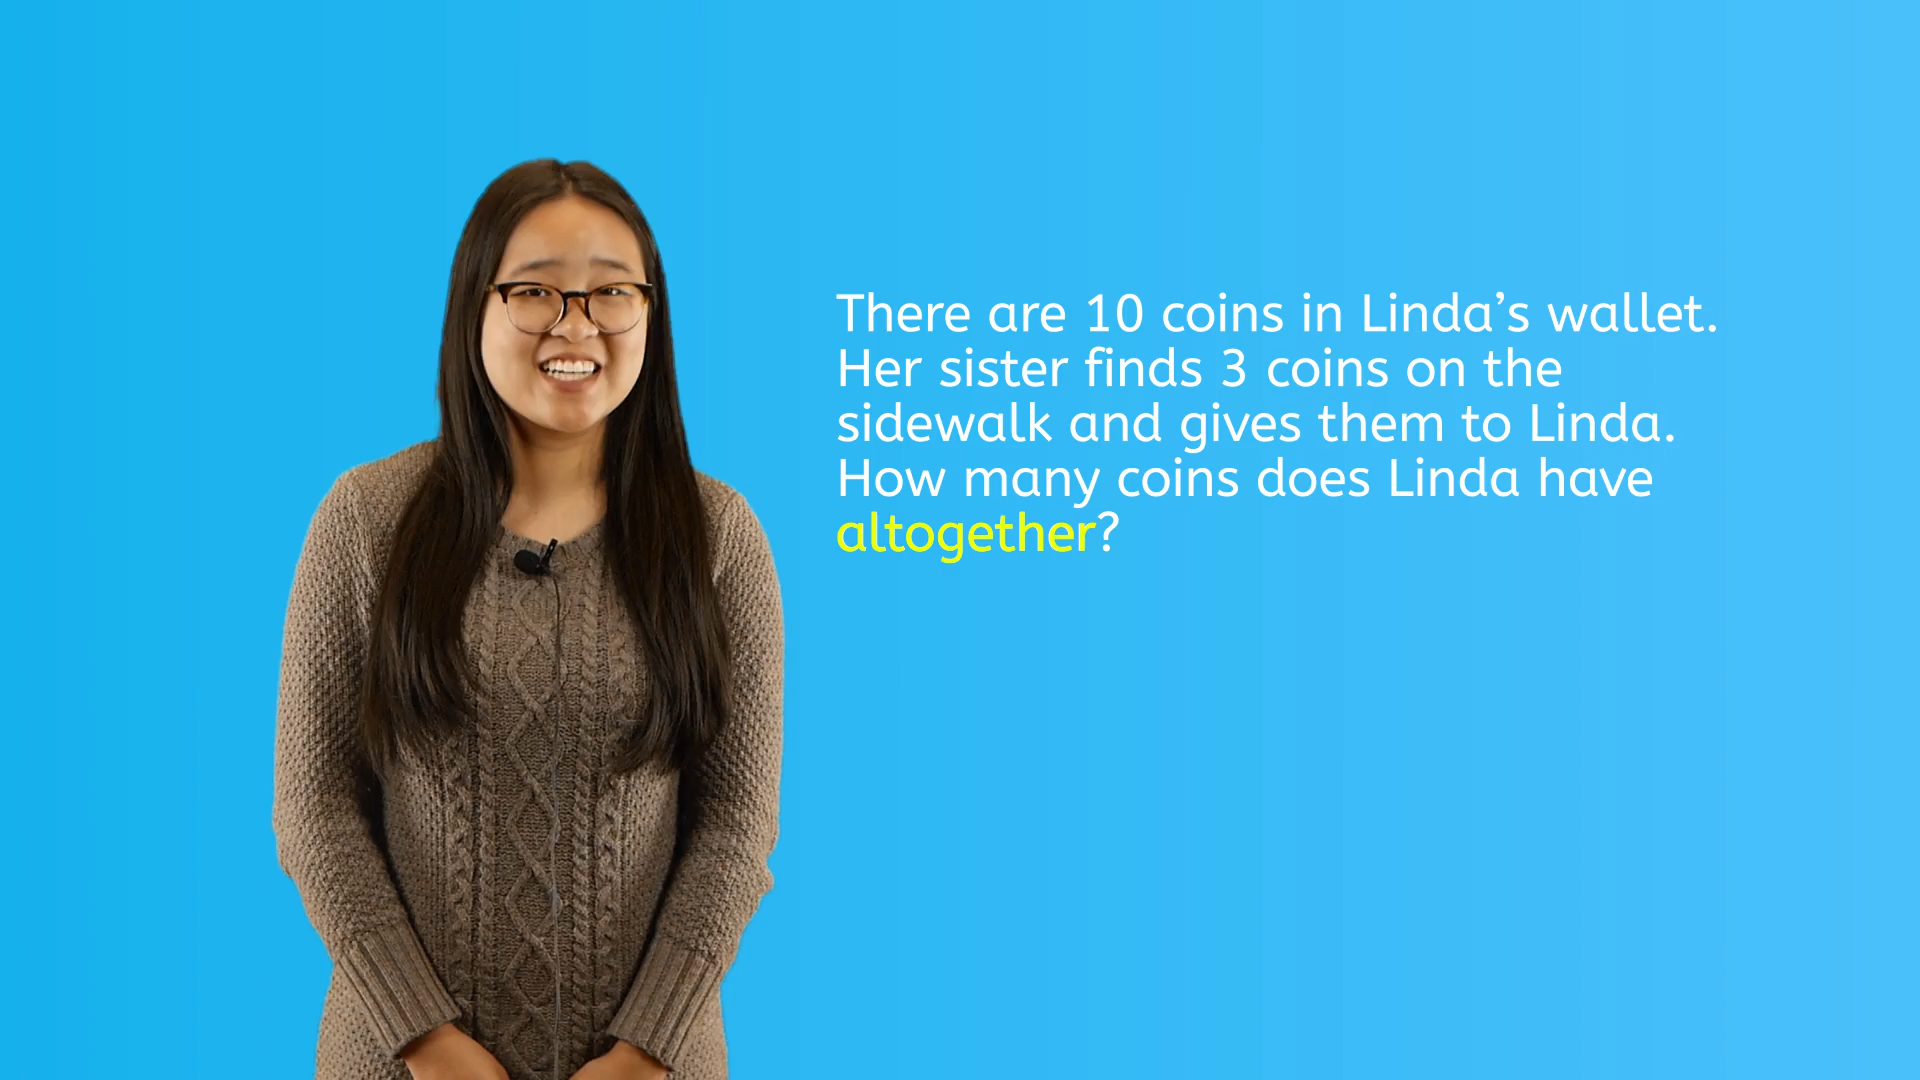 There are 10 coins in Linda’s wallet.
Her sister finds 3 coins on the
sidewalk and gives them to Linda.
How many coins does Linda have
altogether?